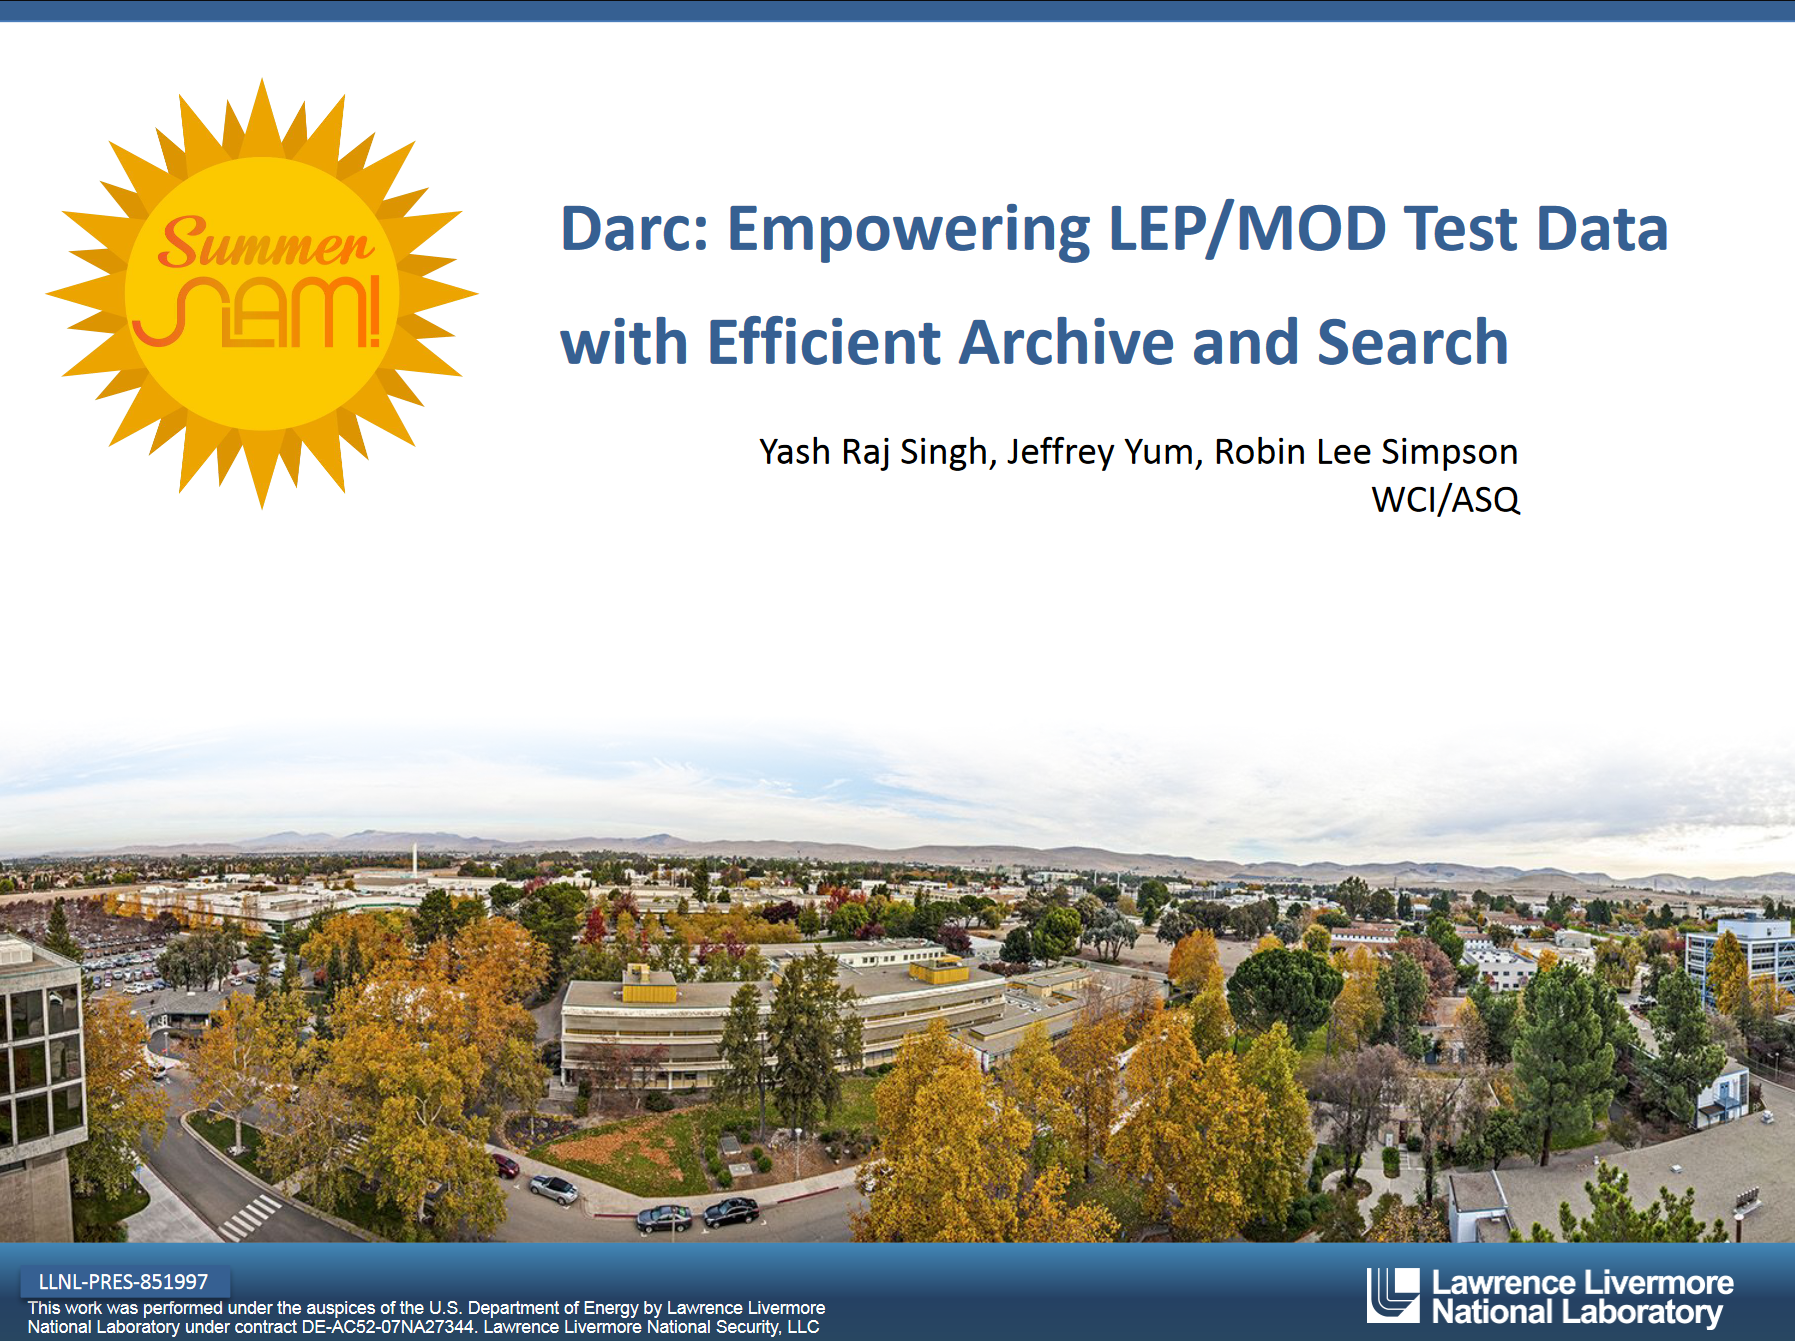 Summer
SLAM!
Darc: Empowering LEP/MOD Test Data
with Efficient Archive and Search
Yash Raj Singh, Jeffrey Yum, Robin Lee Simpson
WCI/ASQ
LLNL-PRES-851997
This work was performed under the auspices of the U.S. Department of Energy by Lawrence Livermore
National Laboratory under contract DE-AC52-07NA27344. Lawrence Livermore National Security, LLC
Lawrence Livermore
National Laboratory